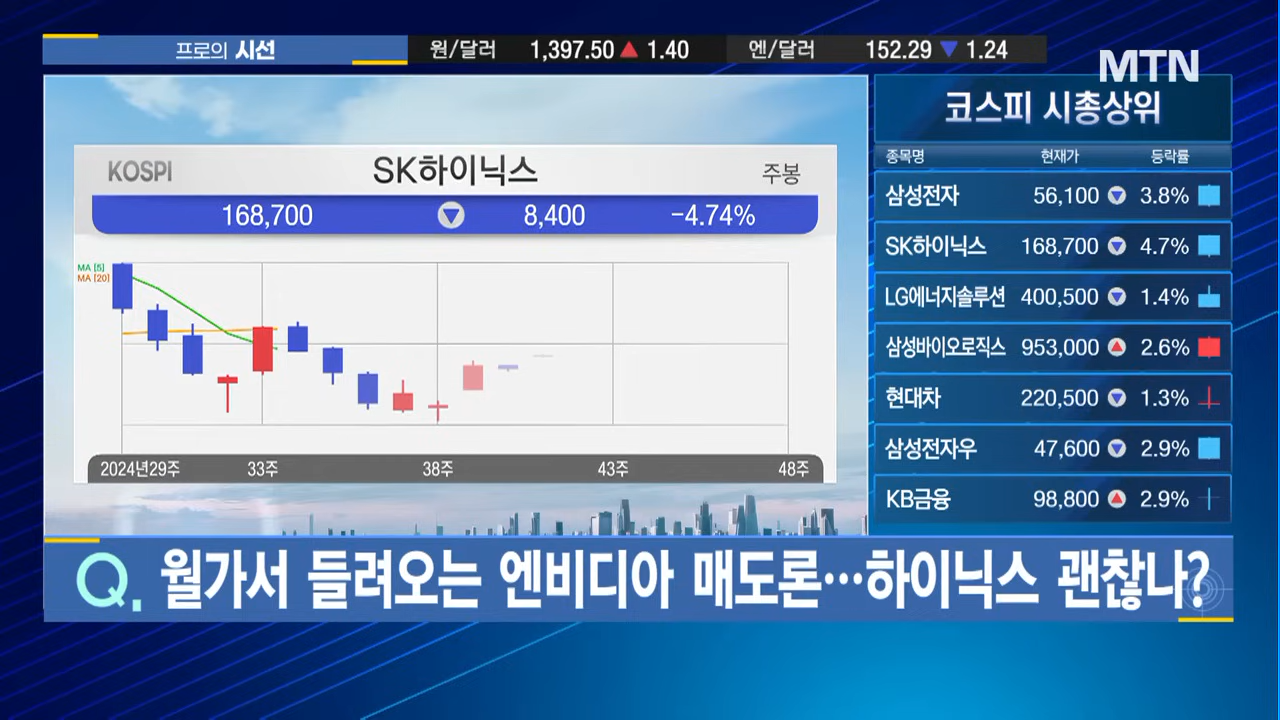 프로의 시선
원/달러 1,397.50 ▲ 1.40 엔/달러 152.29 ▼ 1.24
MTN
KOSPI SK하이닉스 주봉
168,700 ▼ 8,400 -4.74%
MA [5]
MA [20]
2024년29주 33주 38주 43주 48주
코스피 시총상위
종목명 현재가 등락률
삼성전자 56,100 ▼ 3.8%
SK하이닉스 168,700 ▼ 4.7%
LG에너지솔루션 400,500 ▼ 1.4%
삼성바이오로직스 953,000 ▲ 2.6%
현대차 220,500 ▼ 1.3%
삼성전자우 47,600 ▼ 2.9%
KB금융 98,800 ▲ 2.9%
Q. 월가서 들려오는 엔비디아 매도론…하이닉스 괜찮나?